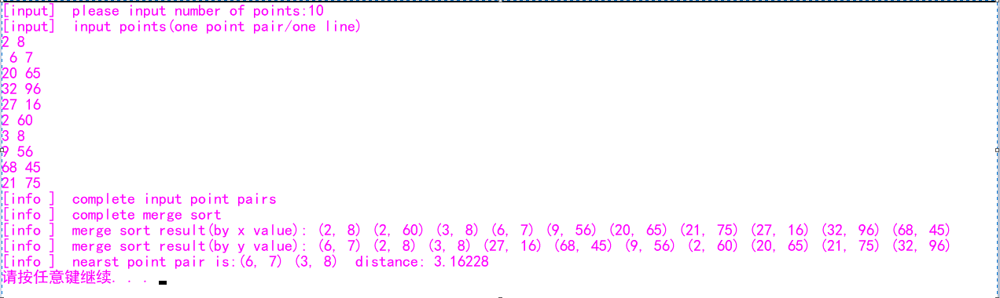 [input]  please input number of points:10
[input]  input points(one point pair/one line)
2 8
 6 7
20 65
32 96
27 16
2 60
3 8
9 56
68 45
21 75
[info ]  complete input point pairs
[info ]  complete merge sort
[info ]  merge sort result(by x value): (2, 8) (2, 60) (3, 8) (6, 7) (9, 56) (20, 65) (21, 75) (27, 16) (32, 96) (68, 45)
[info ]  merge sort result(by y value): (6, 7) (2, 8) (3, 8) (27, 16) (68, 45) (9, 56) (2, 60) (20, 65) (21, 75) (32, 96)
[info ]  nearst point pair is:(6, 7) (3, 8)  distance: 3.16228
请按任意键继续. . .